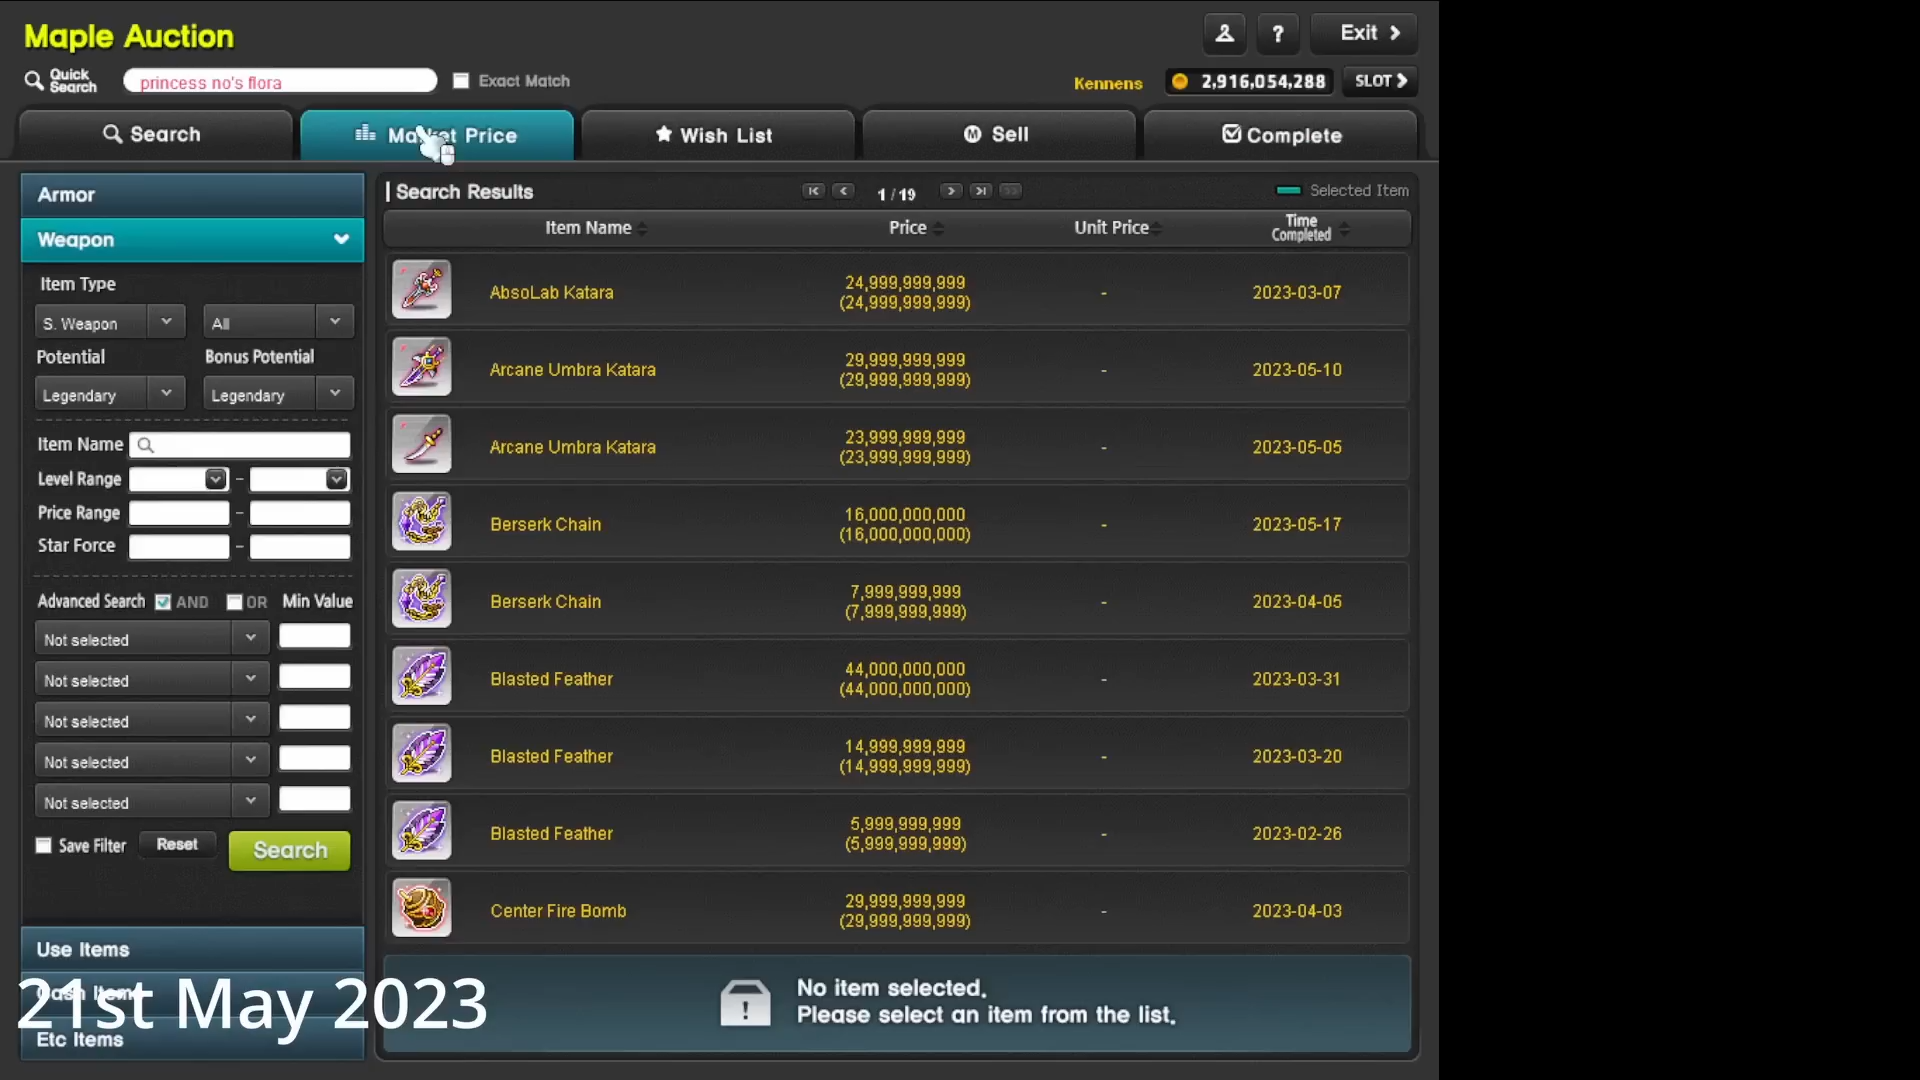 Maple Auction
?
Exit
Quick Search
princess no's flora
Exact Match
Kennens
2,916,054,288
SLOT
Search
Market Price
Wish List
Sell
Complete
Armor
Weapon
Item Type
S. Weapon
All
Potential
Bonus Potential
Legendary
Legendary
Item Name
Level Range
-
Price Range
-
Star Force
-
Advanced Search
AND
OR
Min Value
Not selected
Not selected
Not selected
Not selected
Not selected
Save Filter
Reset
Search
Use Items
Cash Items
Etc Items
21st May 2023
Search Results
1 / 19
Selected Item
Item Name
Price
Unit Price
Time Completed
AbsoLab Katara
24,999,999,999
(24,999,999,999)
-
2023-03-07
Arcane Umbra Katara
29,999,999,999
(29,999,999,999)
-
2023-05-10
Arcane Umbra Katara
23,999,999,999
(23,999,999,999)
-
2023-05-05
Berserk Chain
16,000,000,000
(16,000,000,000)
-
2023-05-17
Berserk Chain
7,999,999,999
(7,999,999,999)
-
2023-04-05
Blasted Feather
44,000,000,000
(44,000,000,000)
-
2023-03-31
Blasted Feather
14,999,999,999
(14,999,999,999)
-
2023-03-20
Blasted Feather
5,999,999,999
(5,999,999,999)
-
2023-02-26
Center Fire Bomb
29,999,999,999
(29,999,999,999)
-
2023-04-03
No item selected.
Please select an item from the list.